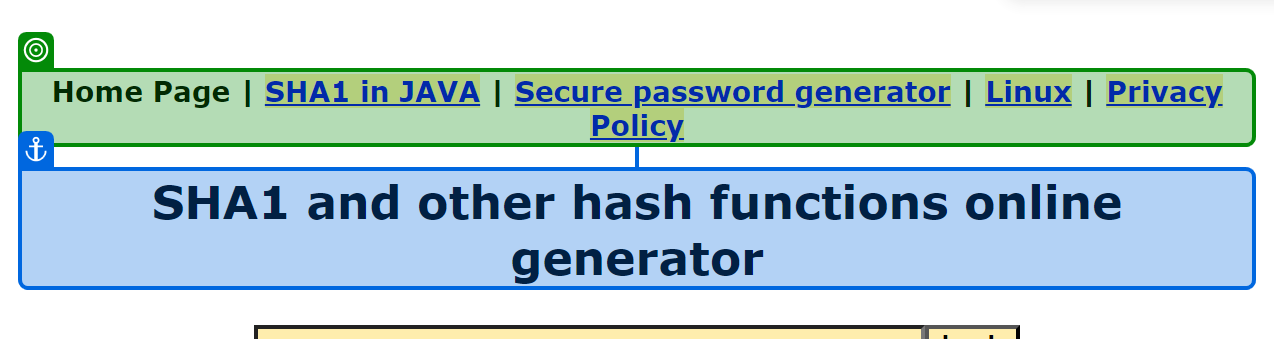 Home Page | SHA1 in JAVA | Secure password generator | Linux | Privacy
Policy
SHA1 and other hash functions online
generator